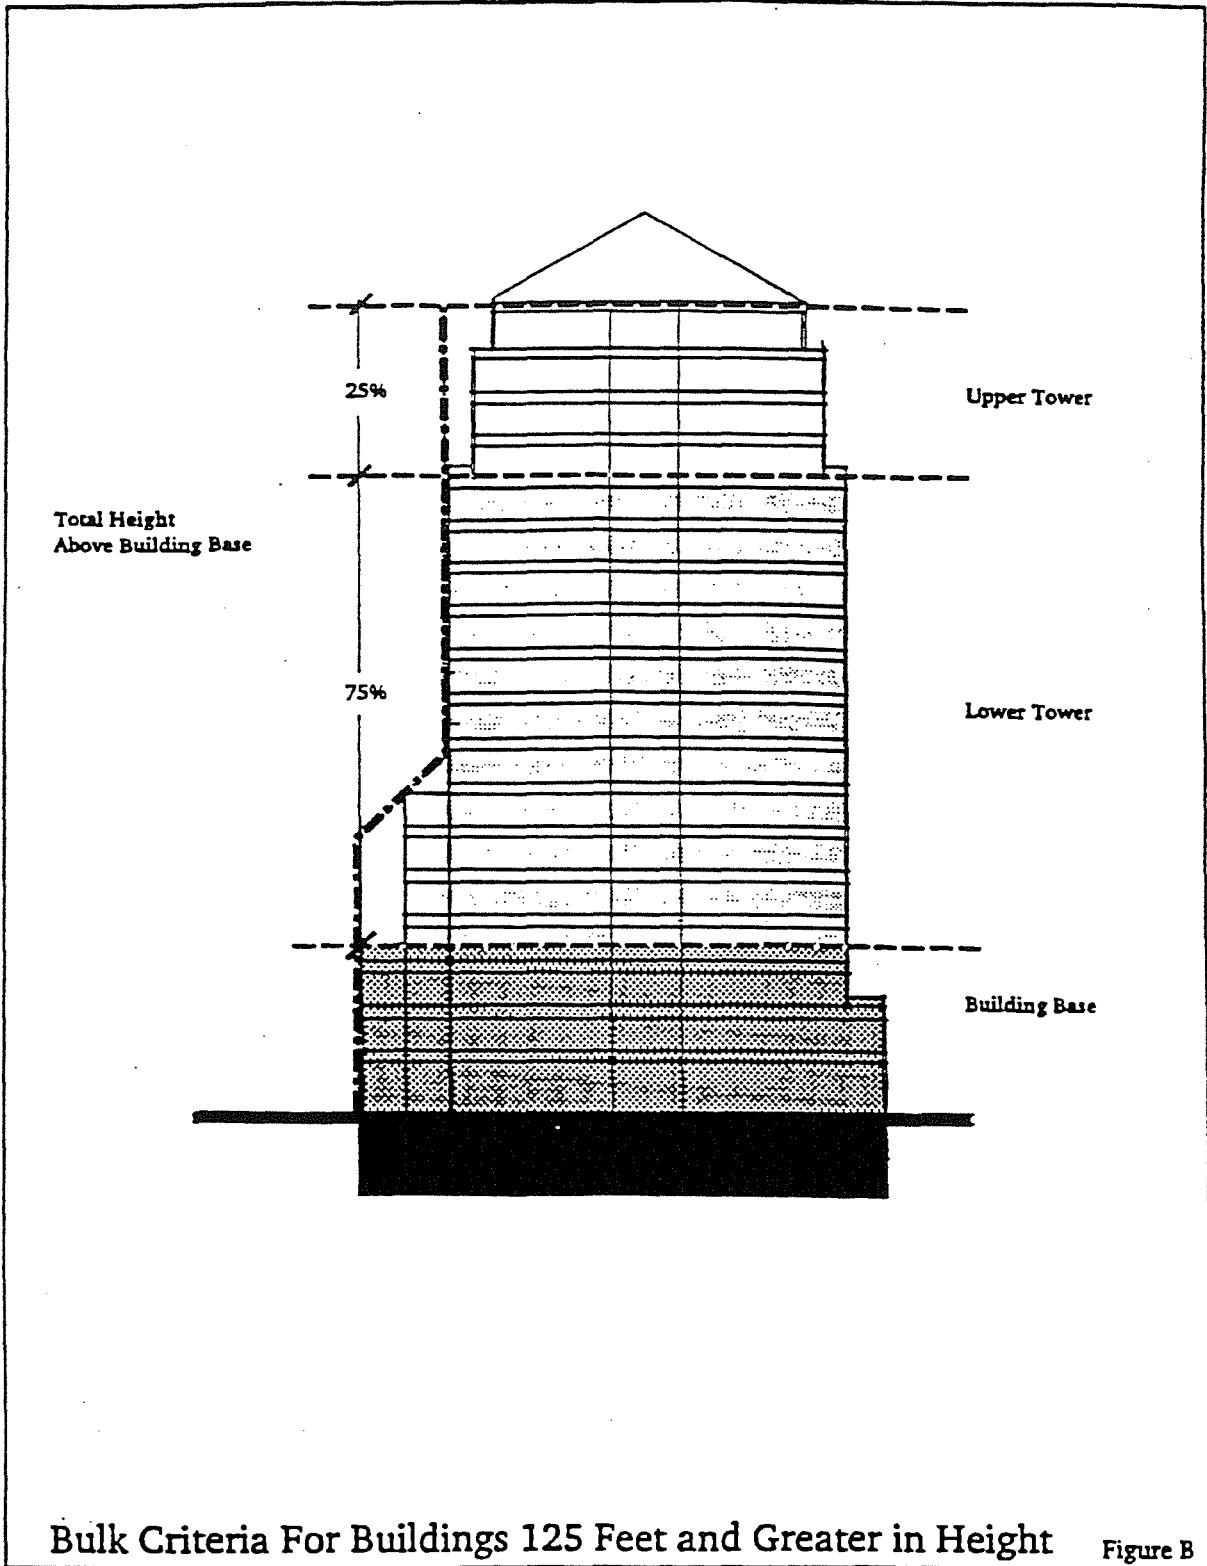 25%
Upper Tower
Total Height
Above Building Base
75%
Lower Tower
Building Base
Bulk Criteria For Buildings 125 Feet and Greater in Height
Figure B